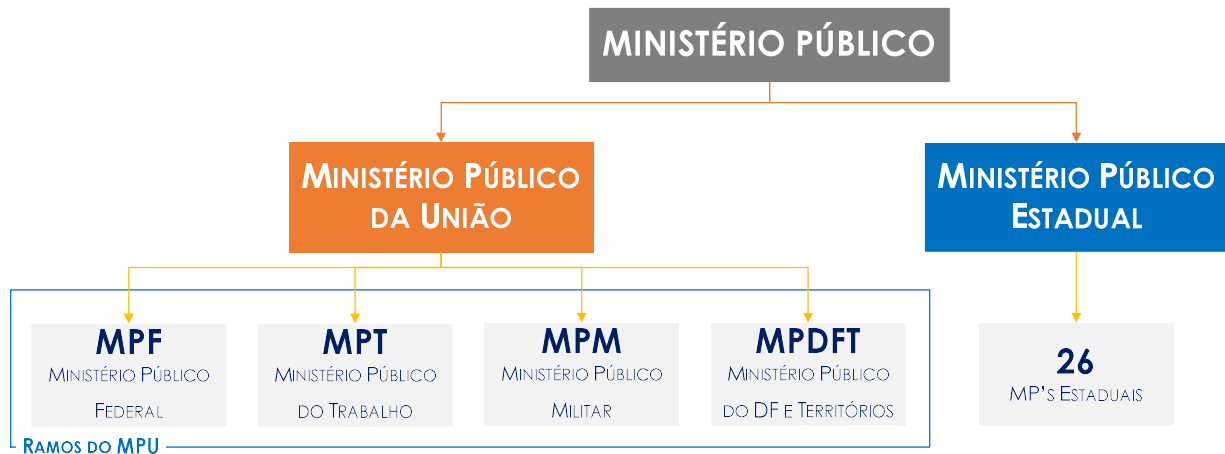 MINISTÉRIO PÚBLICO
MINISTÉRIO PÚBLICO
DA UNIÃO
MINISTÉRIO PÚBLICO
ESTADUAL
MPF
MINISTÉRIO PÚBLICO
FEDERAL
MPT
MINISTÉRIO PÚBLICO
DO TRABALHO
MPM
MINISTÉRIO PÚBLICO
MILITAR
MPDFT
MINISTÉRIO PÚBLICO
DO DF E TERRITÓRIOS
26
MP'S ESTADUAIS
RAMOS DO MPU